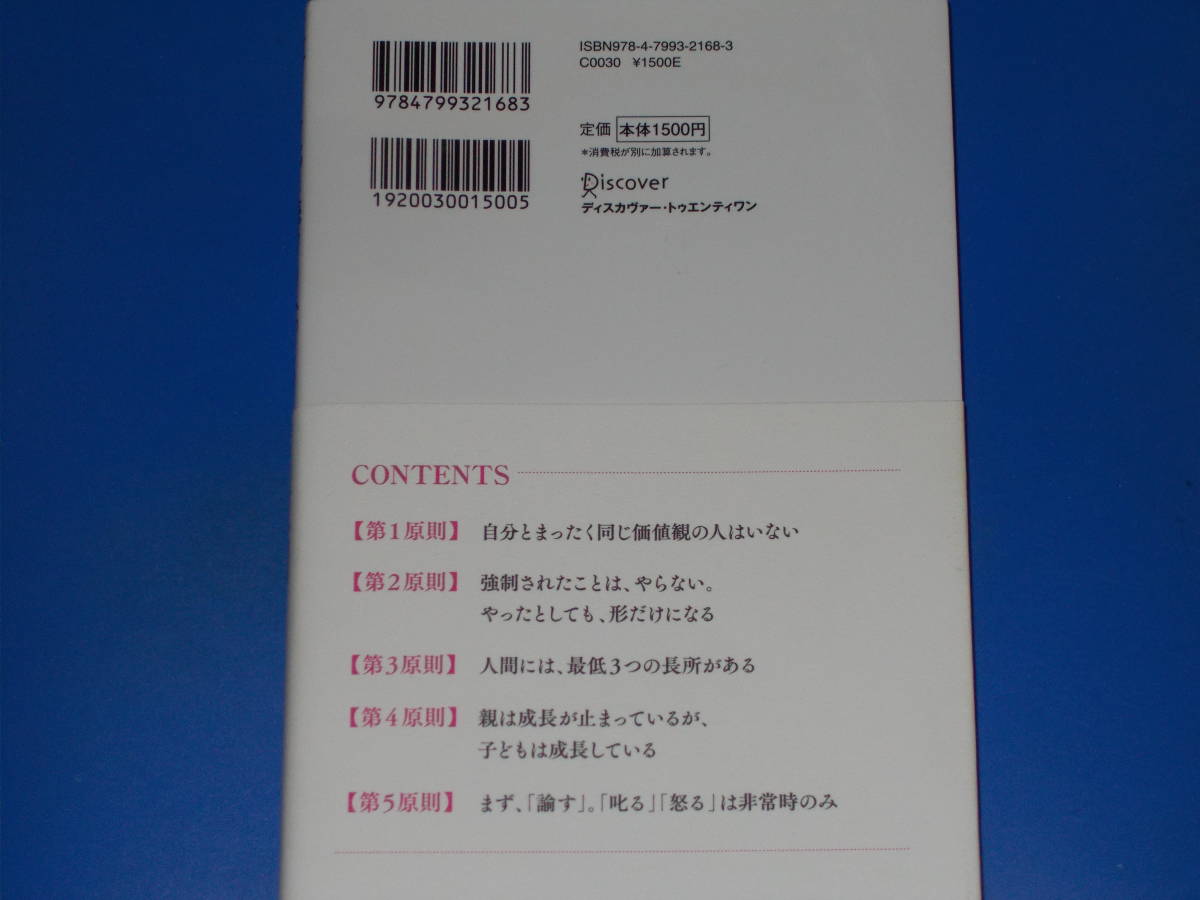 ISBN978-4-7993-2168-3
C0030 ¥1500E
9784799321683
定価 本体1500円
*消費税が別に加算されます。
1920030015005
Discover
ディスカヴァー・トゥエンティワン
CONTENTS
【第1原則】 自分とまったく同じ価値観の人はいない
【第2原則】 強制されたことは、やらない。
やったとしても、形だけになる
【第3原則】 人間には、最低3つの長所がある
【第4原則】 親は成長が止まっているが、
子どもは成長している
【第5原則】 まず、「諭す」。「叱る」「怒る」は非常時のみ